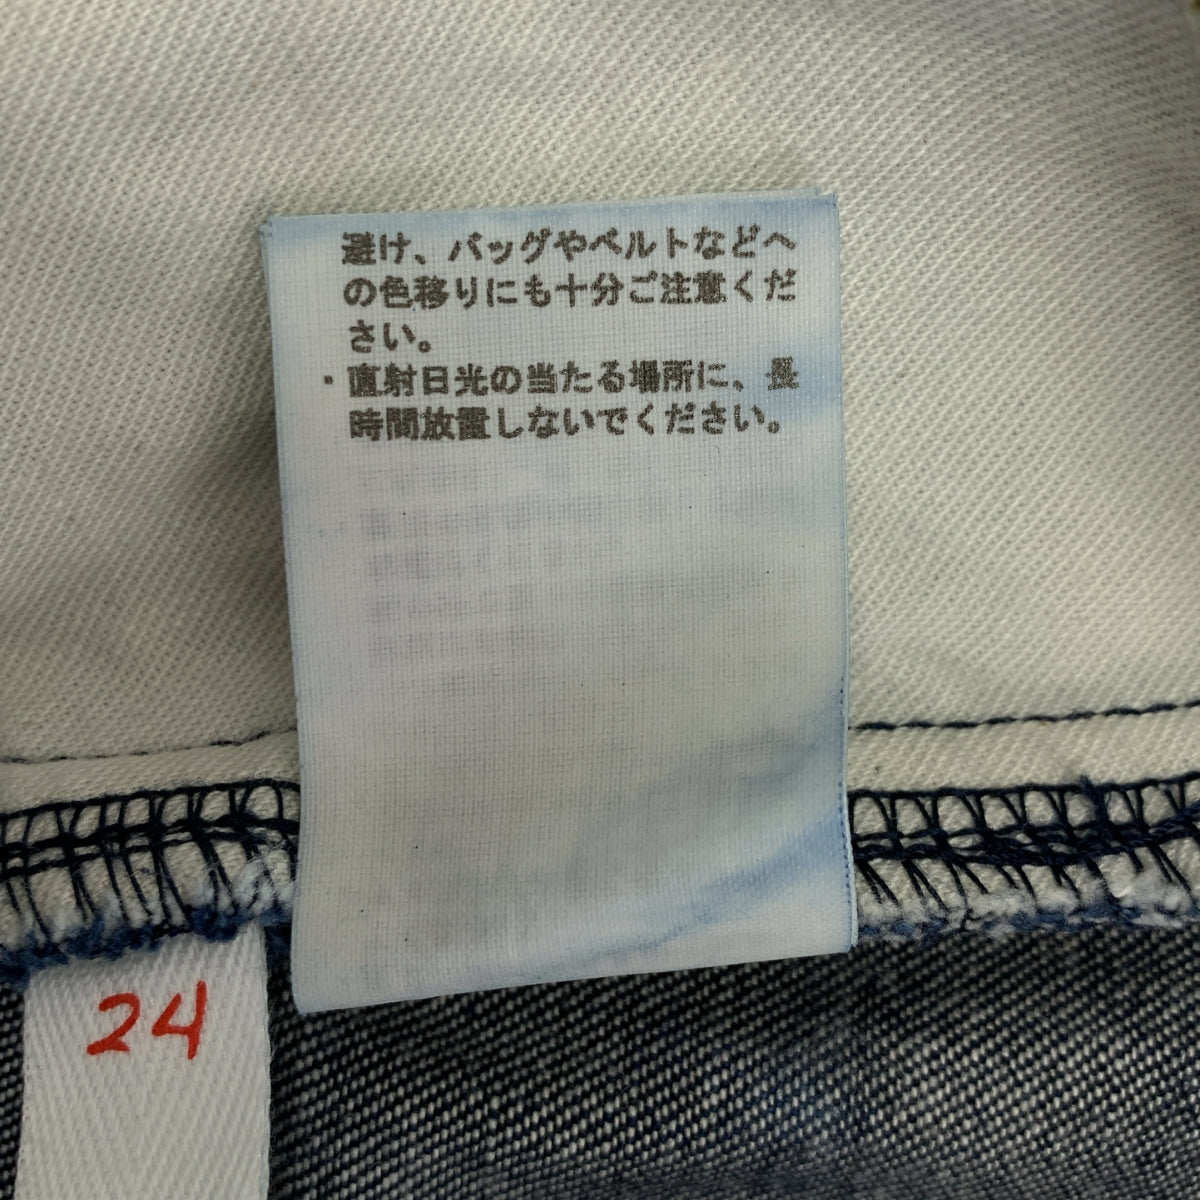 避け、バッグやベルトなどへ
の色移りにも十分ご注意くだ
さい。
・直射日光の当たる場所に、長
時間放置しないでください。
24